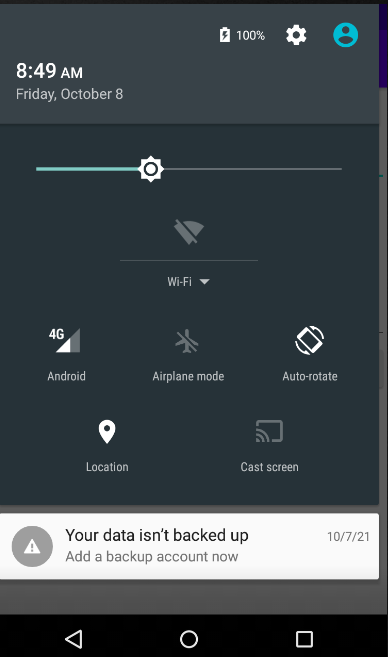 100%
8:49 AM
Friday, October 8
Wi-Fi
4G
Android
Airplane mode
Auto-rotate
Location
Cast screen
Your data isn't backed up
10/7/21
Add a backup account now